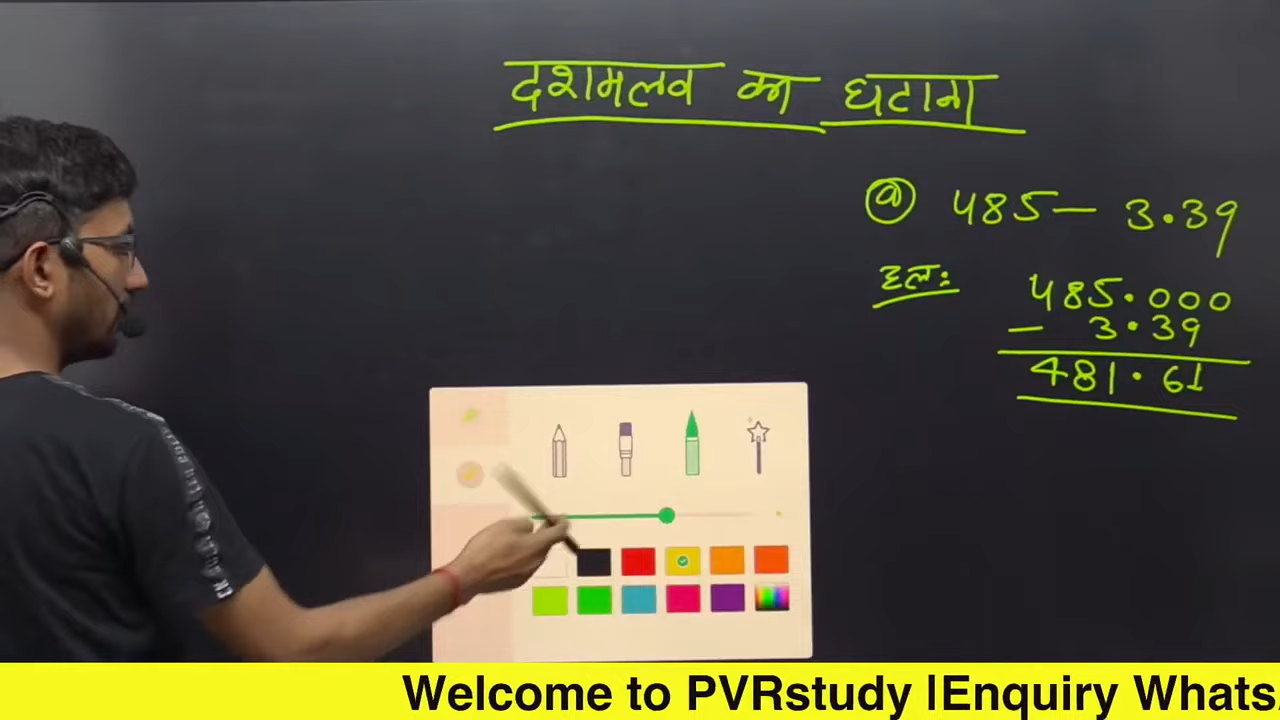 दशमलव का घटाना
(a) 485 — 3.39
हल:
485.000
- 3.39
481.61
Welcome to PVRstudy |Enquiry Whats